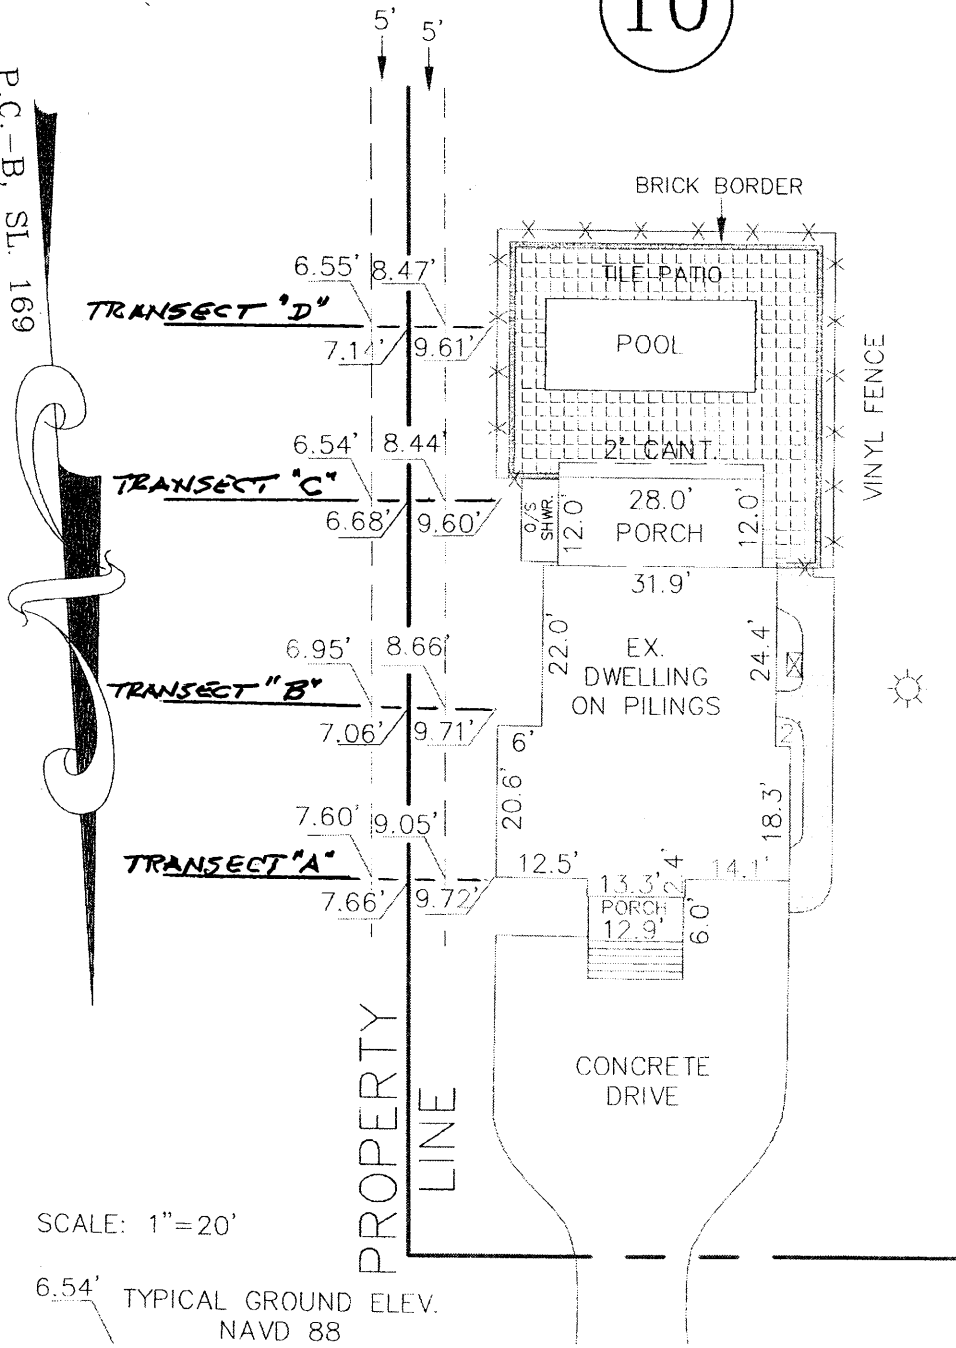 10
5'
5'
P.C.-B, SL. 169
BRICK BORDER
TILE PATIO
6.55' 8.47'
TRANSECT "D"
7.14' 9.61'
POOL
VINYL FENCE
2' CANT.
6.54' 8.44'
TRANSECT "C"
6.68' 9.60'
O/S
SHWR
12.0'
28.0'
PORCH
12.0'
31.9'
6.95' 8.66'
TRANSECT "B"
7.06' 9.71'
22.0'
EX.
DWELLING
ON PILINGS
24.4'
6'
2'
20.6'
18.3'
7.60' 9.05'
TRANSECT "A"
7.66' 9.72'
12.5'
13.3'
2.4'
14.1'
PORCH
12.9'
6.0'
PROPERTY
LINE
CONCRETE
DRIVE
SCALE: 1"=20'
6.54' TYPICAL GROUND ELEV.
NAVD 88